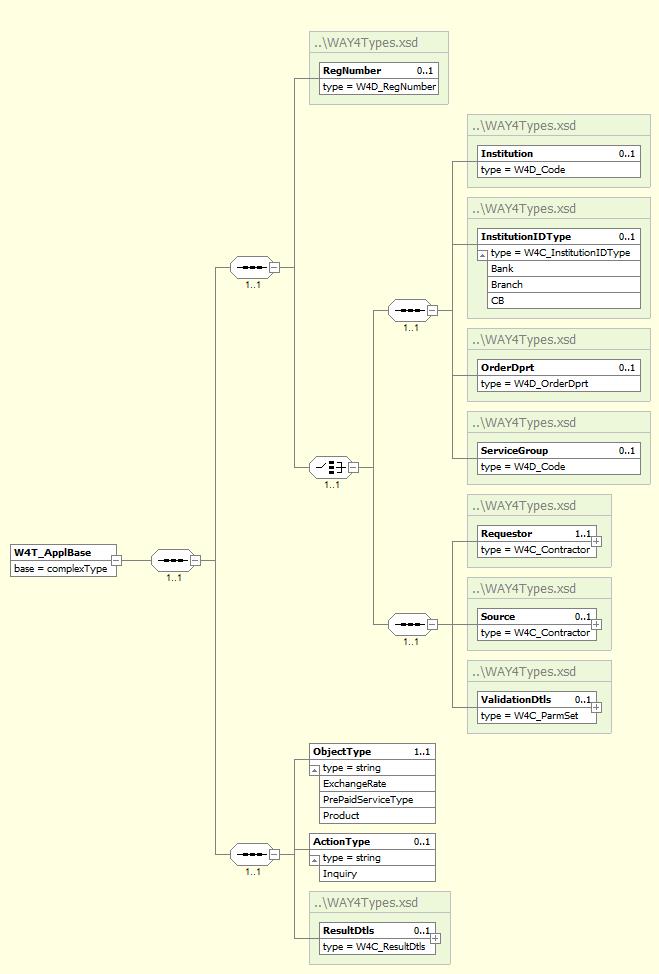 ..\WAY4Types.xsd
RegNumber 0..1
type = W4D_RegNumber
..\WAY4Types.xsd
Institution 0..1
type = W4D_Code
..\WAY4Types.xsd
InstitutionIDType 0..1
type = W4C_InstitutionIDType
Bank
Branch
CB
1..1
1..1
..\WAY4Types.xsd
OrderDprt 0..1
type = W4D_OrderDprt
..\WAY4Types.xsd
ServiceGroup 0..1
type = W4D_Code
1..1
..\WAY4Types.xsd
Requestor 1..1
type = W4C_Contractor
W4T_ApplBase
base = complexType
1..1
..\WAY4Types.xsd
Source 0..1
type = W4C_Contractor
1..1
..\WAY4Types.xsd
ValidationDtls 0..1
type = W4C_ParmSet
ObjectType 1..1
type = string
ExchangeRate
PrePaidServiceType
Product
ActionType 0..1
type = string
Inquiry
1..1
..\WAY4Types.xsd
ResultDtls 0..1
type = W4C_ResultDtls